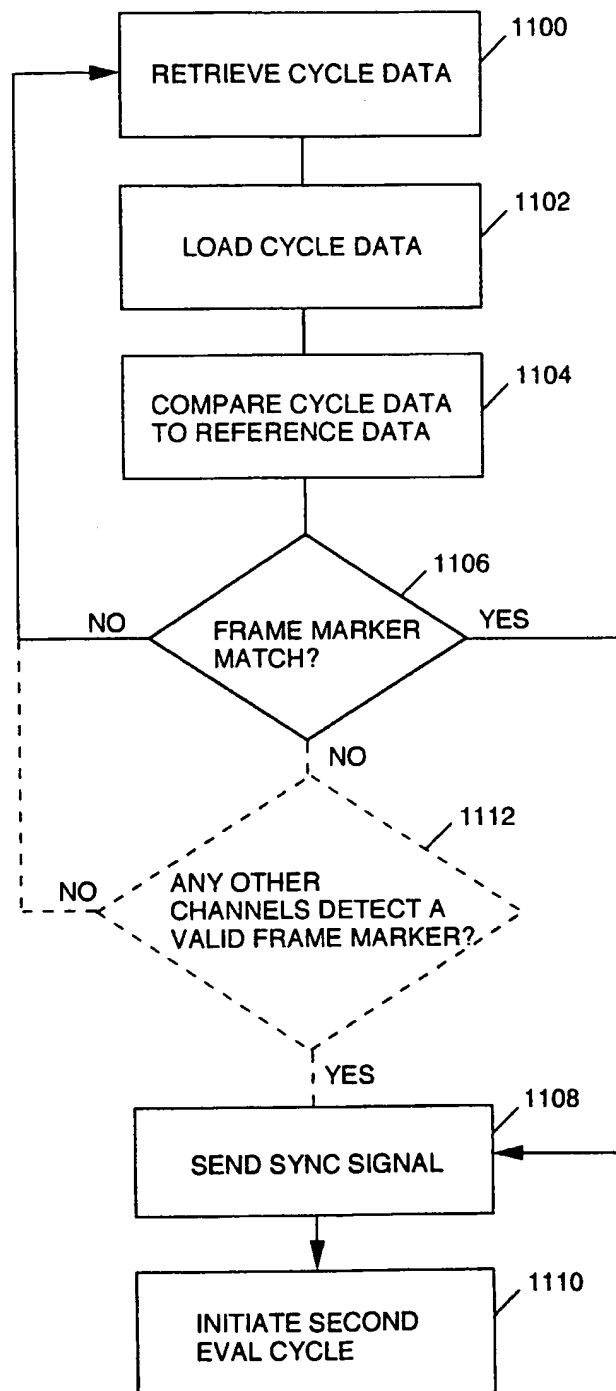 1100
RETRIEVE CYCLE DATA
1102
LOAD CYCLE DATA
1104
COMPARE CYCLE DATA
TO REFERENCE DATA
1106
NO
YES
FRAME MARKER
MATCH?
NO
1112
NO
ANY OTHER
CHANNELS DETECT A
VALID FRAME MARKER?
YES
1108
SEND SYNC SIGNAL
1110
INITIATE SECOND
EVAL CYCLE